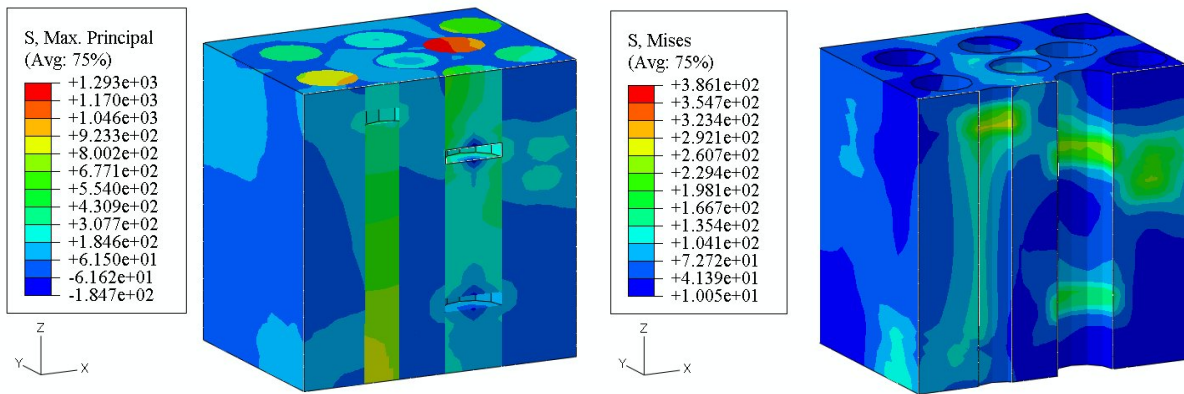 S, Max. Principal
(Avg: 75%)
+1.293e+03
+1.170e+03
+1.046e+03
+9.233e+02
+8.002e+02
+6.771e+02
+5.540e+02
+4.309e+02
+3.077e+02
+1.846e+02
+6.150e+01
-6.162e+01
-1.847e+02
Z
Y
X
S, Mises
(Avg: 75%)
+3.861e+02
+3.547e+02
+3.234e+02
+2.921e+02
+2.607e+02
+2.294e+02
+1.981e+02
+1.667e+02
+1.354e+02
+1.041e+02
+7.272e+01
+4.139e+01
+1.005e+01
Z
Y
X